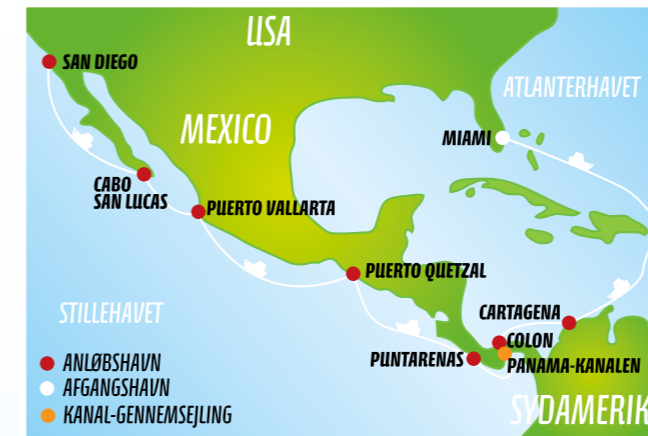 USA
SAN DIEGO
ATLANTERHAVET
MEXICO
MIAMI
CABO
SAN LUCAS
PUERTO VALLARTA
PUERTO QUETZAL
STILLEHAVET
CARTAGENA
COLON
PUNTARENAS
PANAMA-KANALEN
ANLØBSHAVN
AFGANGSHAVN
KANAL-GENNEMSEJLING
SYDAMERIK